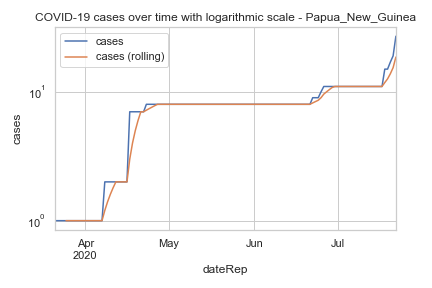 COVID-19 cases over time with logarithmic scale - Papua_New_Guinea
cases
cases (rolling)
10¹
10⁰
cases
Apr
2020
May
Jun
Jul
dateRep